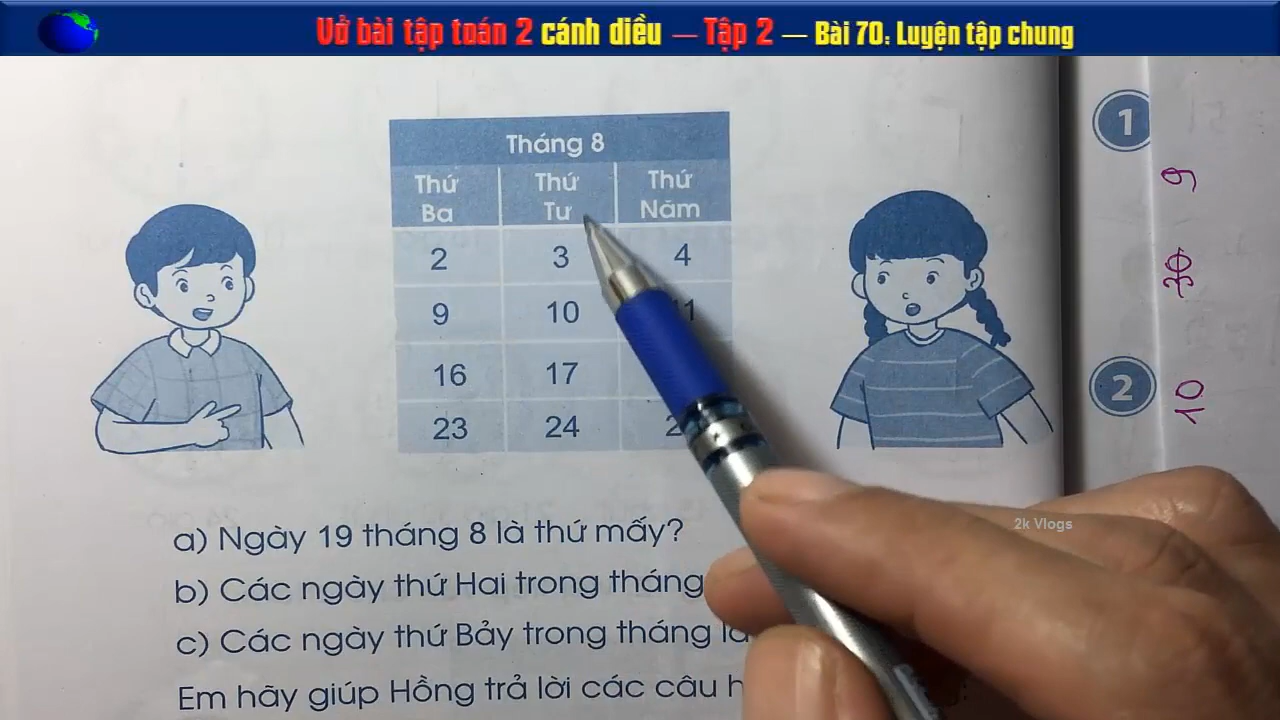 Vở bài tập toán 2 cánh diều – Tập 2 – Bài 70: Luyện tập chung
Tháng 8
Thứ Ba Thứ Tư Thứ Năm
2 3 4
9 10 11
16 17
23 24
a) Ngày 19 tháng 8 là thứ mấy?
b) Các ngày thứ Hai trong tháng
c) Các ngày thứ Bảy trong tháng
Em hãy giúp Hồng trả lời các câu
1
9
30
2
10
2k Vlogs